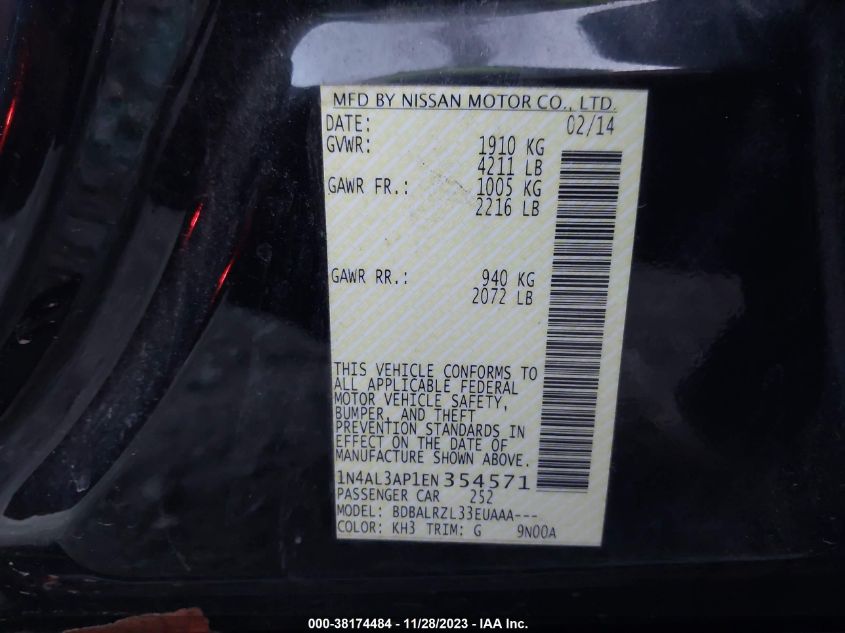 MFD BY NISSAN MOTOR CO., LTD.
DATE: 02/14
GVWR: 1910 KG
4211 LB
GAWR FR.: 1005 KG
2216 LB
GAWR RR.: 940 KG
2072 LB
THIS VEHICLE CONFORMS TO
ALL APPLICABLE FEDERAL
MOTOR VEHICLE SAFETY,
BUMPER, AND THEFT
PREVENTION STANDARDS IN
EFFECT ON THE DATE OF
MANUFACTURE SHOWN ABOVE.
1N4AL3AP1EN354571
PASSENGER CAR 252
MODEL: BDBALRZL33EUAAA---
COLOR: KH3 TRIM: G 9N00A
000-38174484 - 11/28/2023 - IAA Inc.